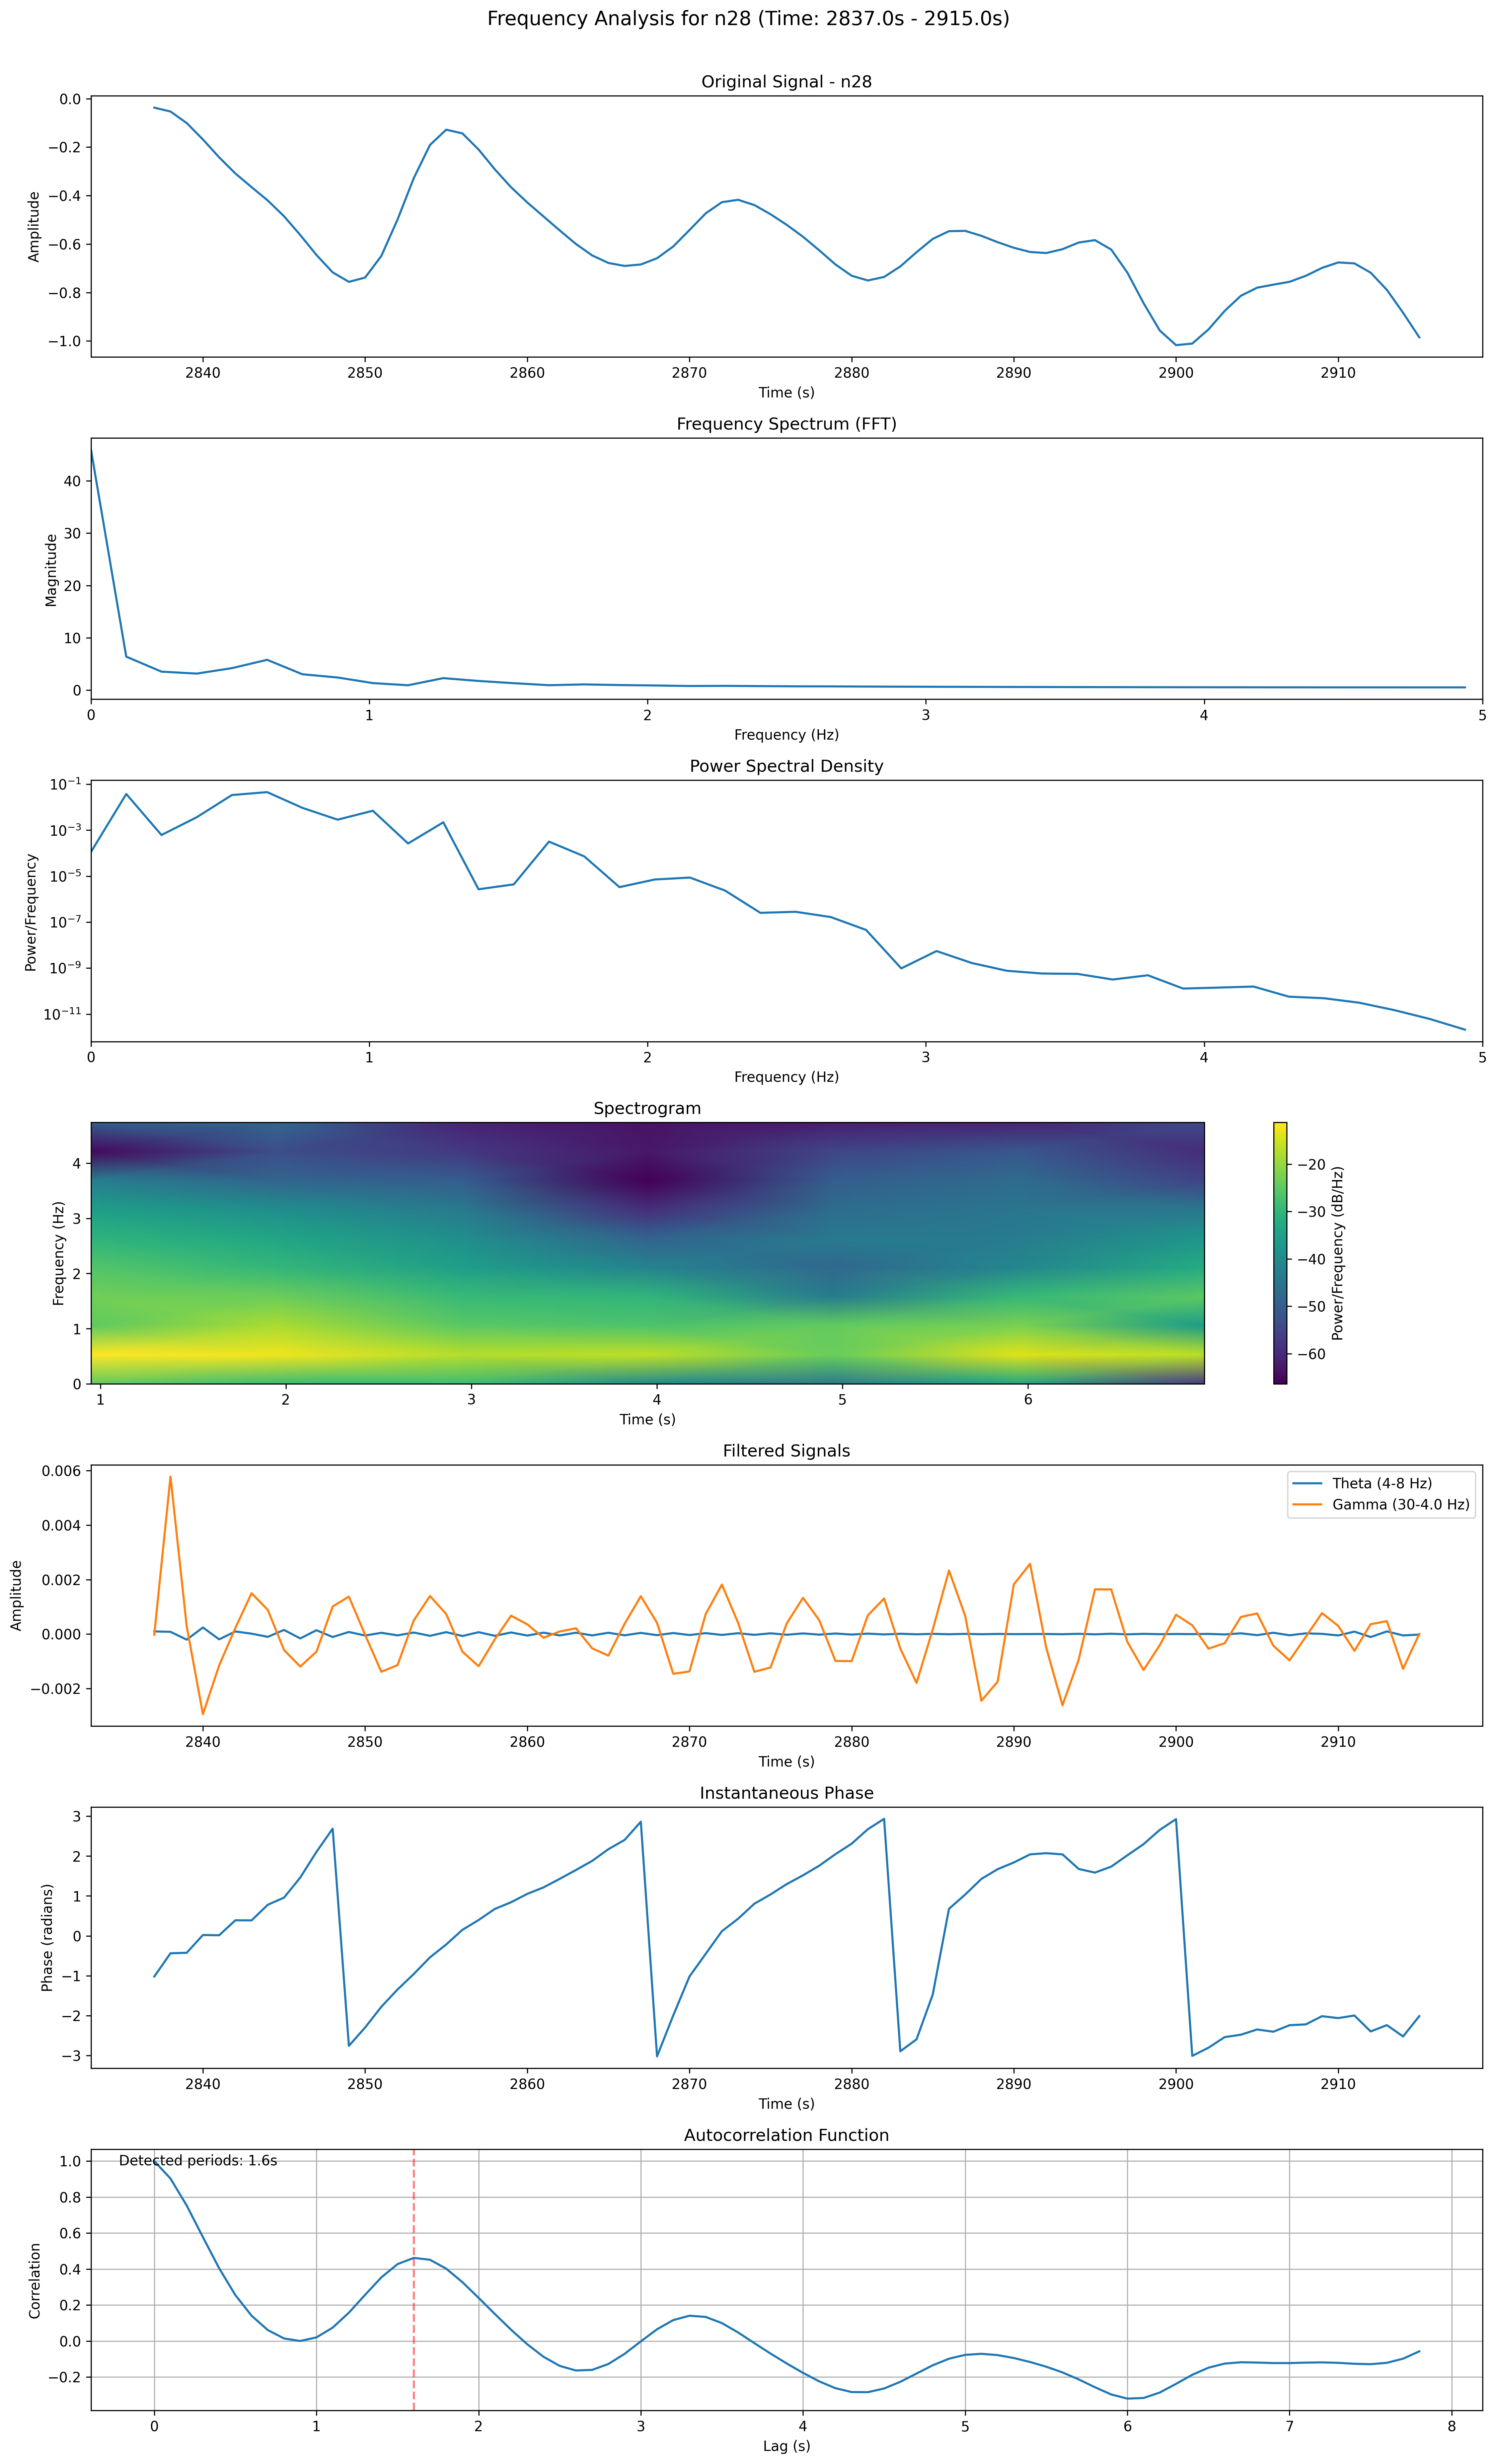 Frequency Analysis for n28 (Time: 2837.0s - 2915.0s)
Original Signal - n28
Amplitude
0.0
−0.2
−0.4
−0.6
−0.8
−1.0
2840 2850 2860 2870 2880 2890 2900 2910
Time (s)
Frequency Spectrum (FFT)
Magnitude
40
30
20
10
0
0 1 2 3 4 5
Frequency (Hz)
Power Spectral Density
Power/Frequency
10⁻¹
10⁻³
10⁻⁵
10⁻⁷
10⁻⁹
10⁻¹¹
0 1 2 3 4 5
Frequency (Hz)
Spectrogram
Frequency (Hz)
4
3
2
1
0
1 2 3 4 5 6
Time (s)
−20
−30
−40
−50
−60
Power/Frequency (dB/Hz)
Filtered Signals
Amplitude
0.006
0.004
0.002
0.000
−0.002
Theta (4-8 Hz)
Gamma (30-4.0 Hz)
2840 2850 2860 2870 2880 2890 2900 2910
Time (s)
Instantaneous Phase
Phase (radians)
3
2
1
0
−1
−2
−3
2840 2850 2860 2870 2880 2890 2900 2910
Time (s)
Autocorrelation Function
Detected periods: 1.6s
Correlation
1.0
0.8
0.6
0.4
0.2
0.0
−0.2
0 1 2 3 4 5 6 7 8
Lag (s)